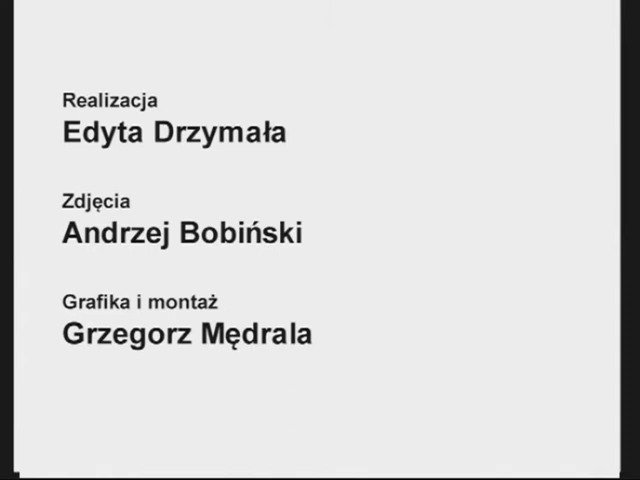 Realizacja
Edyta Drzymała
Zdjęcia
Andrzej Bobiński
Grafika i montaż
Grzegorz Mędrala